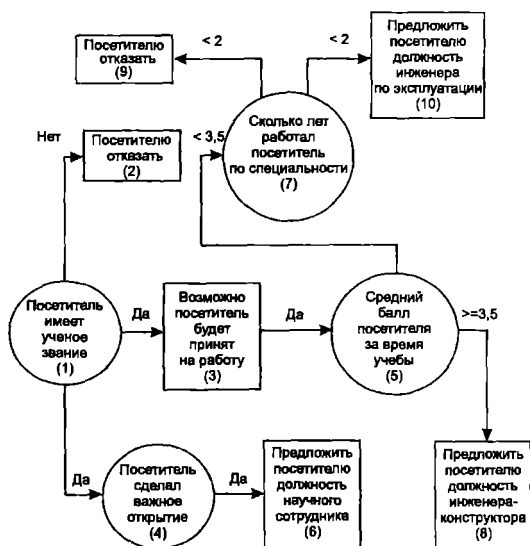 Посетителю
отказать
(9)
< 2
< 2
Предложить
посетителю
должность
инженера
по эксплуатации
(10)
Сколько лет
работал
посетитель
по специальности
(7)
Нет
Посетителю
отказать
(2)
< 3,5
Посетитель
имеет
ученое
звание
(1)
Да
Возможно
посетитель
будет
принят
на работу
(3)
Да
Средний
балл
посетителя
за время
учебы
(5)
>=3,5
Да
Посетитель
сделал
важное
открытие
(4)
Да
Предложить
посетителю
должность
научного
сотрудника
(6)
Предложить
посетителю
должность
инженера-
конструктора
(8)